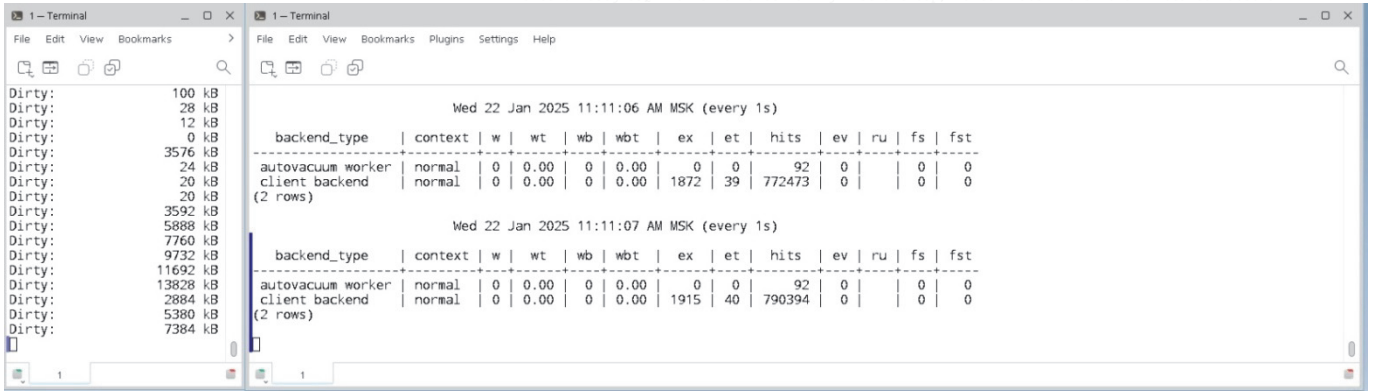 1 — Terminal
File Edit View Bookmarks >
Dirty: 100 kB
Dirty: 28 kB
Dirty: 12 kB
Dirty: 0 kB
Dirty: 3576 kB
Dirty: 24 kB
Dirty: 20 kB
Dirty: 20 kB
Dirty: 3592 kB
Dirty: 5888 kB
Dirty: 7760 kB
Dirty: 9732 kB
Dirty: 11692 kB
Dirty: 13828 kB
Dirty: 2884 kB
Dirty: 5380 kB
Dirty: 7384 kB
1
1 — Terminal
File Edit View Bookmarks Plugins Settings Help
Wed 22 Jan 2025 11:11:06 AM MSK (every 1s)
backend_type | context | w | wt | wb | wbt | ex | et | hits | ev | ru | fs | fst
-------------------+---------+---+------+----+------+------+----+--------+----+----+----+-----
autovacuum worker | normal | 0 | 0.00 | 0 | 0.00 | 0 | 0 | 92 | 0 | | 0 | 0
client backend | normal | 0 | 0.00 | 0 | 0.00 | 1872 | 39 | 772473 | 0 | | 0 | 0
(2 rows)
Wed 22 Jan 2025 11:11:07 AM MSK (every 1s)
backend_type | context | w | wt | wb | wbt | ex | et | hits | ev | ru | fs | fst
-------------------+---------+---+------+----+------+------+----+--------+----+----+----+-----
autovacuum worker | normal | 0 | 0.00 | 0 | 0.00 | 0 | 0 | 92 | 0 | | 0 | 0
client backend | normal | 0 | 0.00 | 0 | 0.00 | 1915 | 40 | 790394 | 0 | | 0 | 0
(2 rows)
1